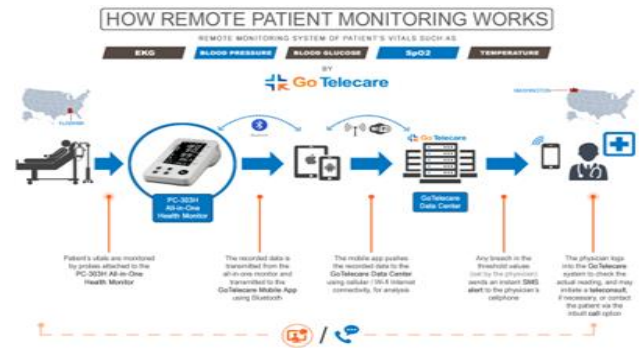 HOW REMOTE PATIENT MONITORING WORKS
REMOTE MONITORING SYSTEM OF PATIENT'S VITALS SUCH AS
EKG
BLOOD PRESSURE
BLOOD GLUCOSE
SpO2
TEMPERATURE
BY
Go Telecare
WASHINGTON
Bluetooth
Go Telecare
PC-303H
All-in-One
Health Monitor
GoTelecare
Data Center
Patient's vitals are monitored
by probes attached to the
PC-303H All-in-One
Health Monitor
The recorded data is
transmitted from the
all-in-one monitor and
transmitted to the
GoTelecare Mobile App
using Bluetooth
The mobile app pushes
the recorded data to the
GoTelecare Data Center
using cellular / Wi-Fi Internet
connectivity, for analysis
Any breach in the
threshold values
(set by the physician)
sends an instant SMS
alert to the physician's
cellphone
The physician logs
into the GoTelecare
system to check the
actual reading, and may
initiate a teleconsult,
if necessary, or contact
the patient via the
inbuilt call option
/